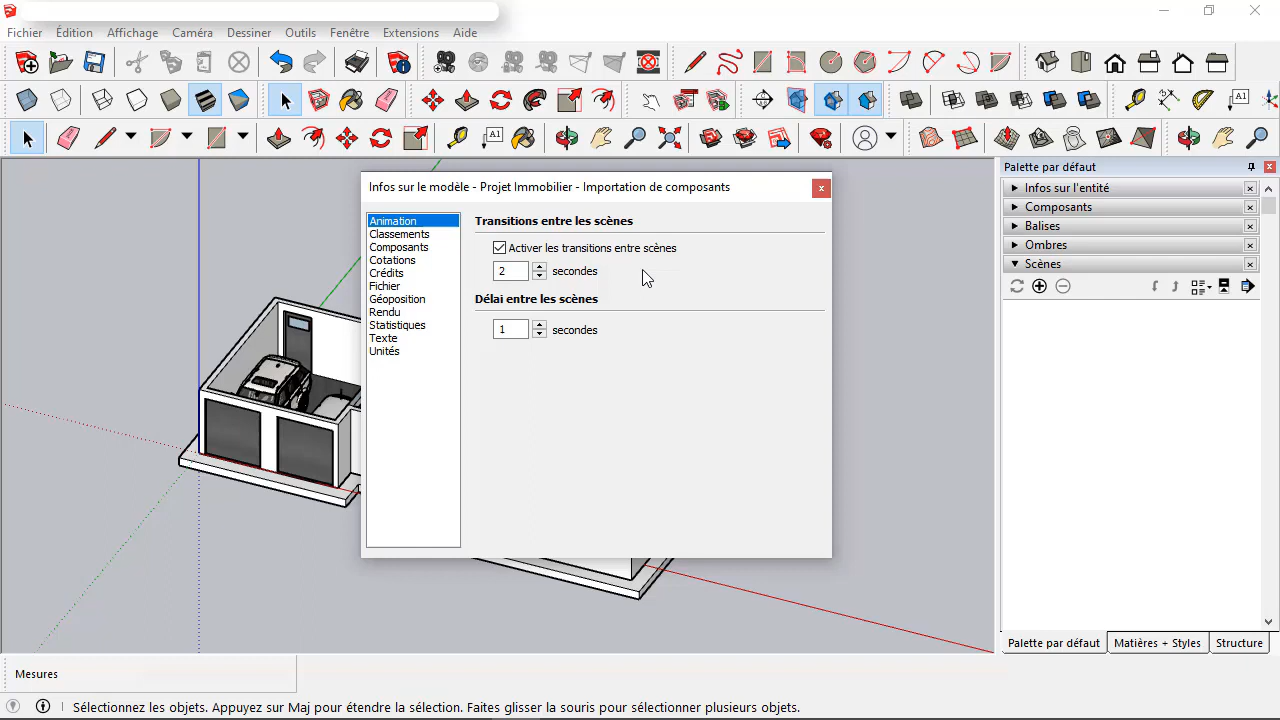 Fichier Édition Affichage Caméra Dessiner Outils Fenêtre Extensions Aide
A1
A1
Palette par défaut
Infos sur l'entité
Composants
Balises
Ombres
Scènes
Infos sur le modèle - Projet Immobilier - Importation de composants
Animation
Classements
Composants
Cotations
Crédits
Fichier
Géoposition
Rendu
Statistiques
Texte
Unités
Transitions entre les scènes
Activer les transitions entre scènes
2 secondes
Délai entre les scènes
1 secondes
Palette par défaut Matières + Styles Structure
Mesures
Sélectionnez les objets. Appuyez sur Maj pour étendre la sélection. Faites glisser la souris pour sélectionner plusieurs objets.